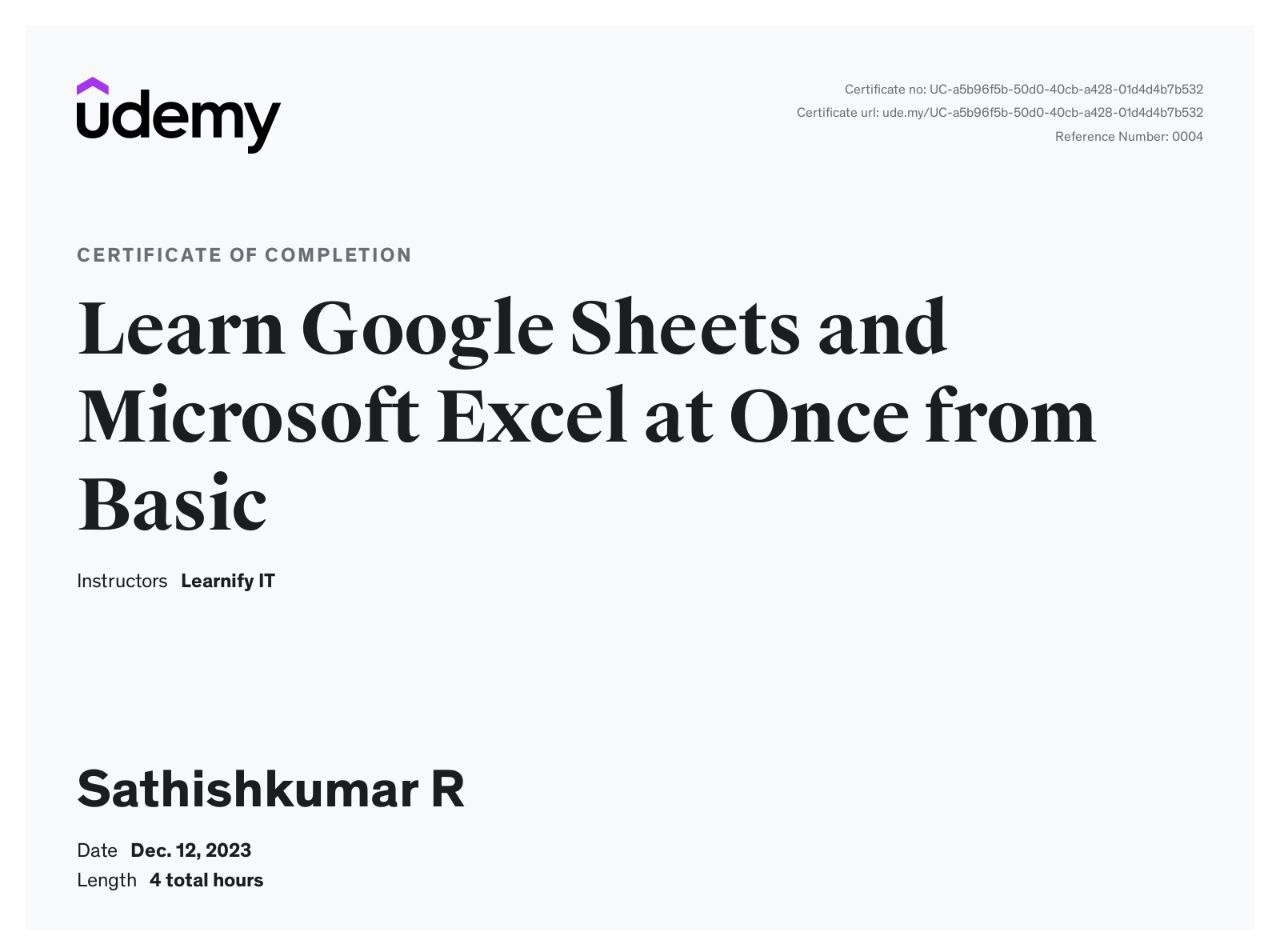 udemy
Certificate no: UC-a5b96f5b-50d0-40cb-a428-01d4d4b7b532
Certificate url: ude.my/UC-a5b96f5b-50d0-40cb-a428-01d4d4b7b532
Reference Number: 0004
CERTIFICATE OF COMPLETION
Learn Google Sheets and
Microsoft Excel at Once from
Basic
Instructors Learnify IT
Sathishkumar R
Date Dec. 12, 2023
Length 4 total hours